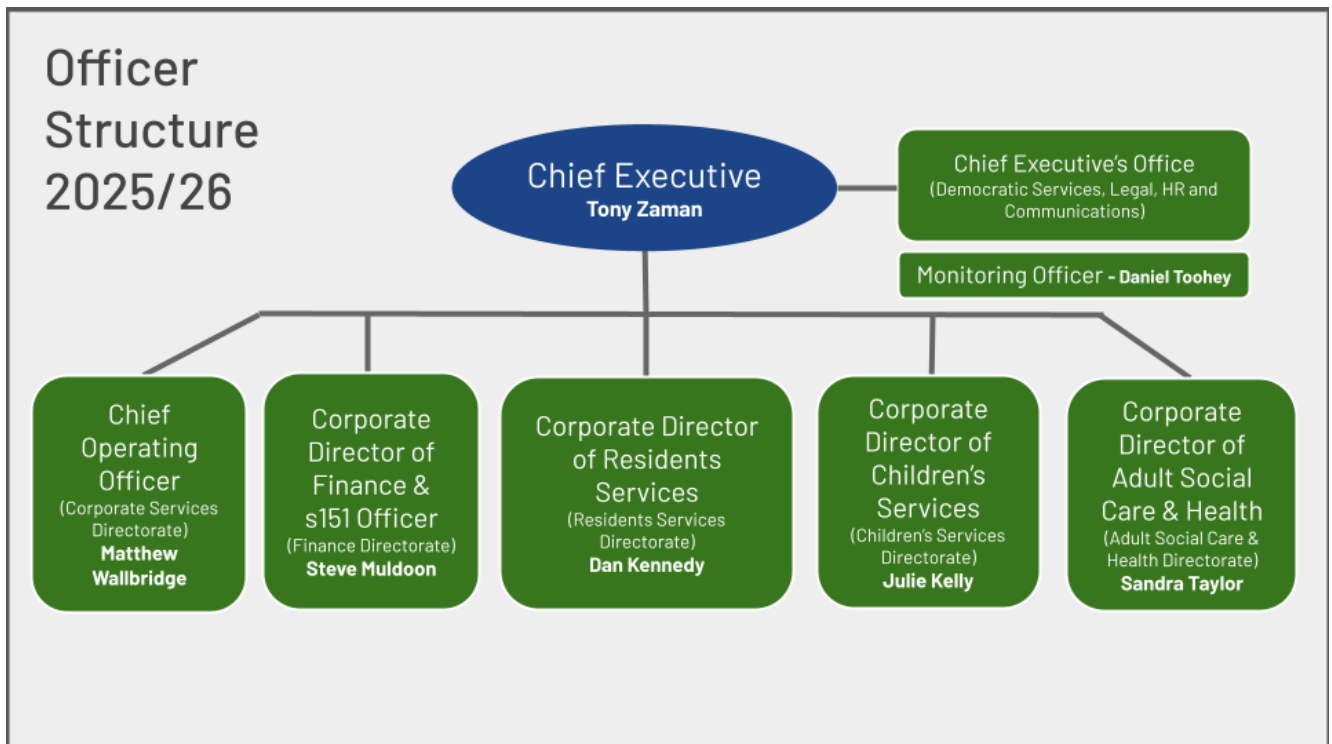 Officer
Structure
2025/26
Chief Executive
Tony Zaman
Chief Executive's Office
(Democratic Services, Legal, HR and
Communications)
Monitoring Officer - Daniel Toohey
Chief
Operating
Officer
(Corporate Services
Directorate)
Matthew
Wallbridge
Corporate
Director of
Finance &
s151 Officer
(Finance Directorate)
Steve Muldoon
Corporate Director
of Residents
Services
(Residents Services
Directorate)
Dan Kennedy
Corporate
Director of
Children's
Services
(Children's Services
Directorate)
Julie Kelly
Corporate
Director of
Adult Social
Care & Health
(Adult Social Care &
Health Directorate)
Sandra Taylor